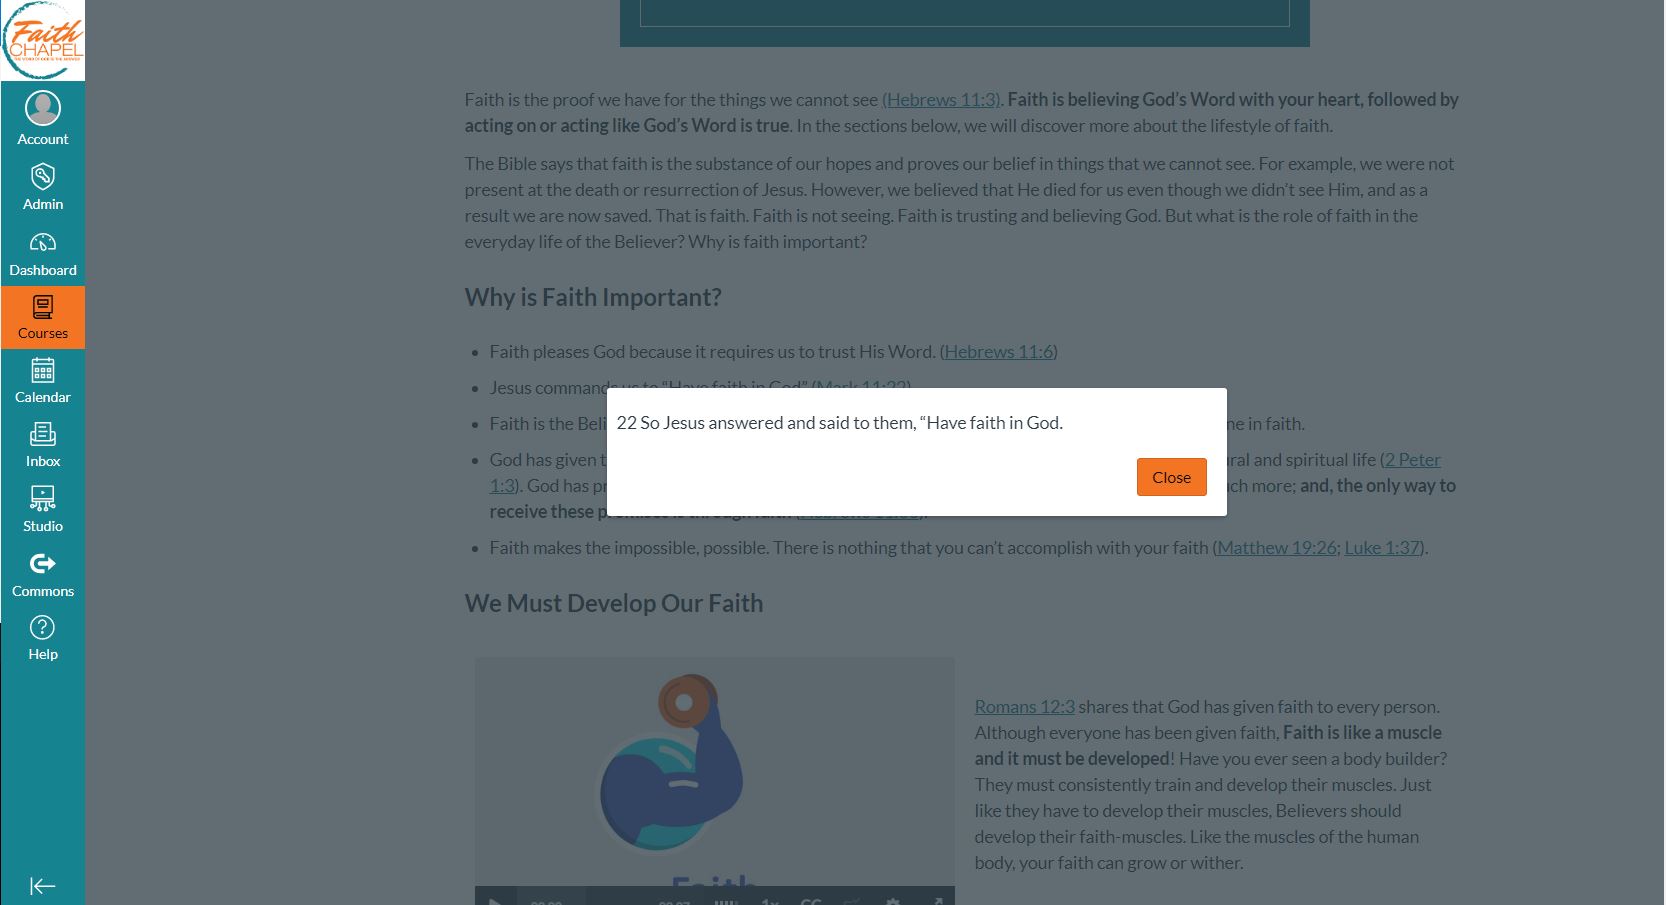 Faith
CHAPEL
THE WORD OF GOD IS THE ANSWER
Account
Admin
Dashboard
Courses
Calendar
Inbox
Studio
Commons
Help
Faith is the proof we have for the things we cannot see (Hebrews 11:3). Faith is believing God’s Word with your heart, followed by
acting on or acting like God’s Word is true. In the sections below, we will discover more about the lifestyle of faith.
The Bible says that faith is the substance of our hopes and proves our belief in things that we cannot see. For example, we were not
present at the death or resurrection of Jesus. However, we believed that He died for us even though we didn’t see Him, and as a
result we are now saved. That is faith. Faith is not seeing. Faith is trusting and believing God. But what is the role of faith in the
everyday life of the Believer? Why is faith important?
Why is Faith Important?
Faith pleases God because it requires us to trust His Word. (Hebrews 11:6)
Jesus commands us to “Have faith in God” (Mark 11:22)
Faith is the Beli ne in faith.
God has given t ral and spiritual life (2 Peter
1:3). God has pr ch more; and, the only way to
receive these promises is through faith
Faith makes the impossible, possible. There is nothing that you can’t accomplish with your faith (Matthew 19:26; Luke 1:37).
22 So Jesus answered and said to them, “Have faith in God.
Close
We Must Develop Our Faith
Faith
1x CC
Romans 12:3 shares that God has given faith to every person.
Although everyone has been given faith, Faith is like a muscle
and it must be developed! Have you ever seen a body builder?
They must consistently train and develop their muscles. Just
like they have to develop their muscles, Believers should
develop their faith-muscles. Like the muscles of the human
body, your faith can grow or wither.